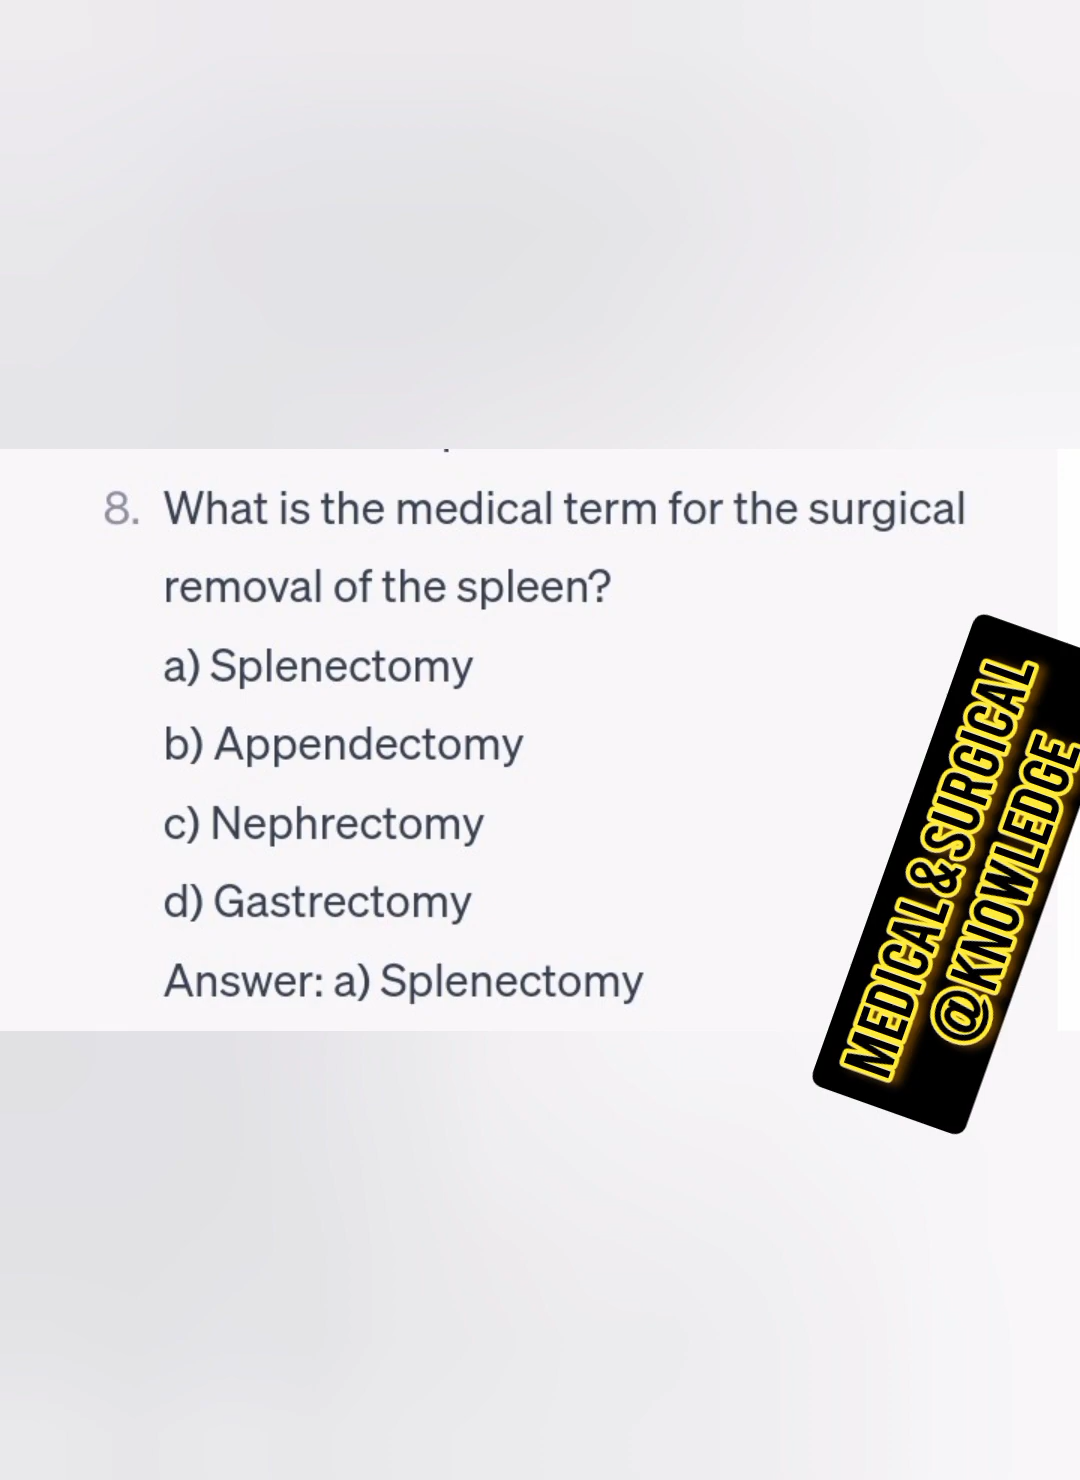 8. What is the medical term for the surgical
removal of the spleen?
a) Splenectomy
b) Appendectomy
c) Nephrectomy
d) Gastrectomy
Answer: a) Splenectomy
MEDICAL & SURGICAL
@KNOWLEDGE